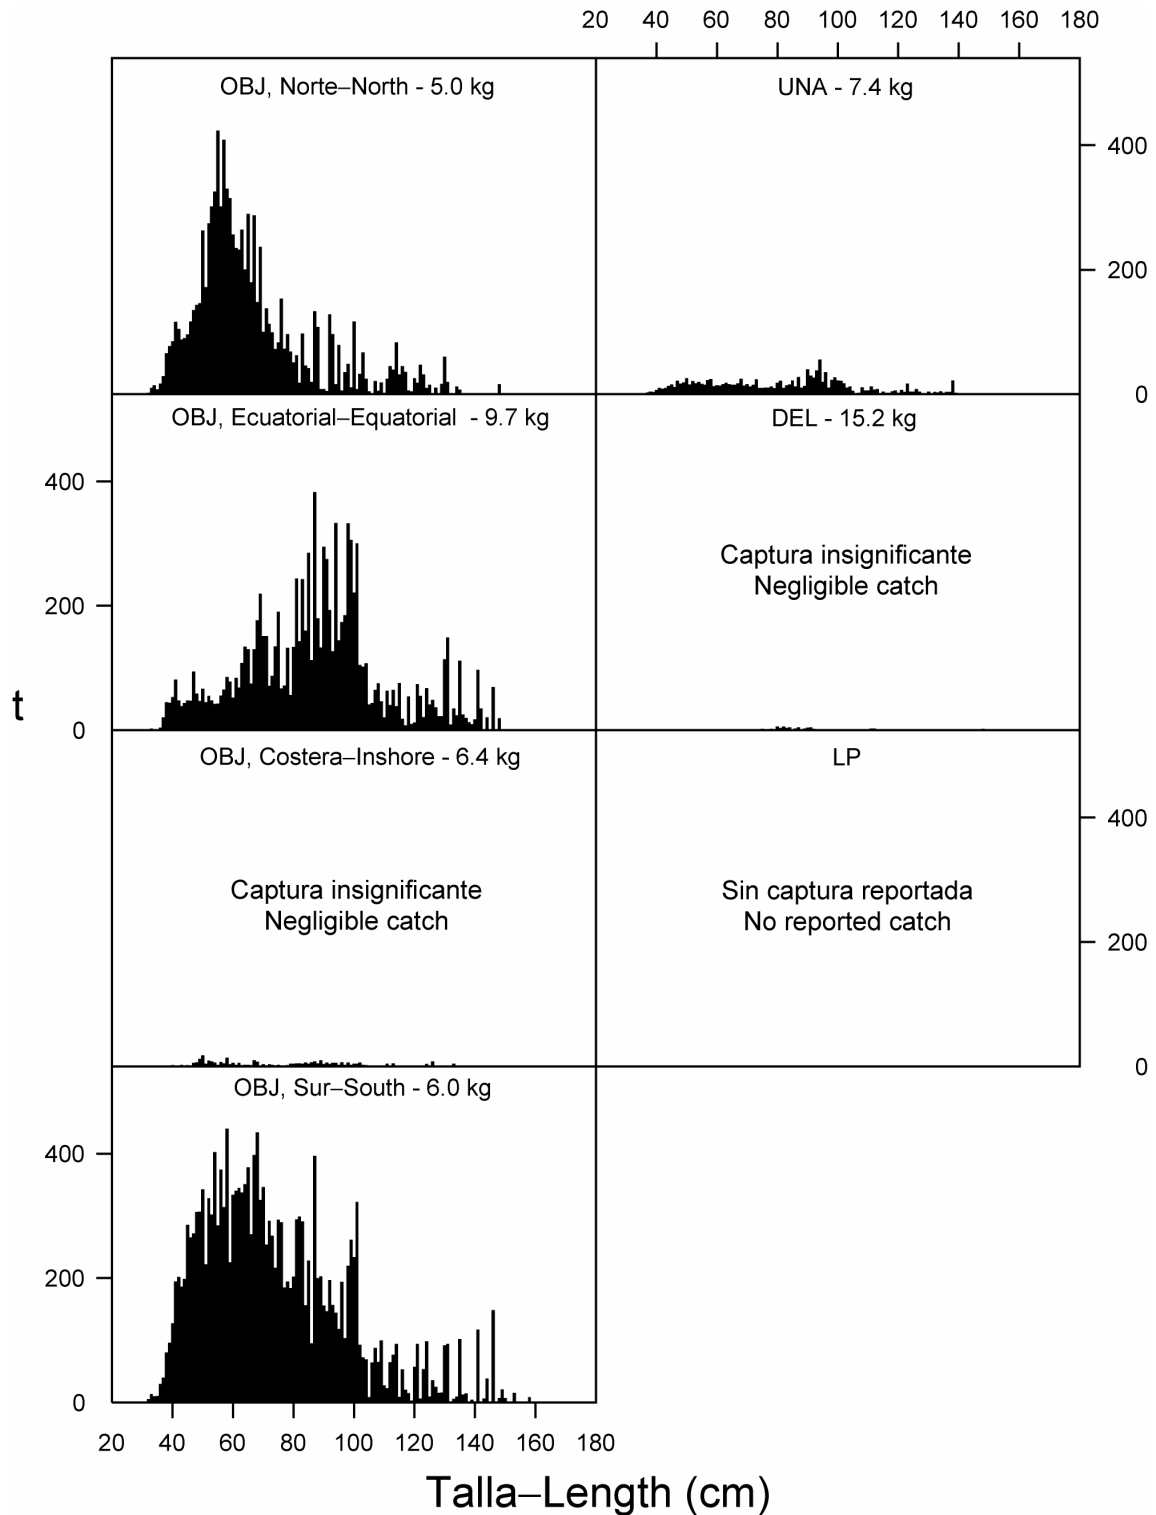 20 40 60 80 100 120 140 160 180
OBJ, Norte–North - 5.0 kg
UNA - 7.4 kg
400
200
0
OBJ, Ecuatorial–Equatorial - 9.7 kg
DEL - 15.2 kg
400
200
0
Captura insignificante
Negligible catch
t
OBJ, Costera–Inshore - 6.4 kg
LP
Captura insignificante
Negligible catch
Sin captura reportada
No reported catch
400
200
0
OBJ, Sur–South - 6.0 kg
400
200
0
20 40 60 80 100 120 140 160 180
Talla–Length (cm)